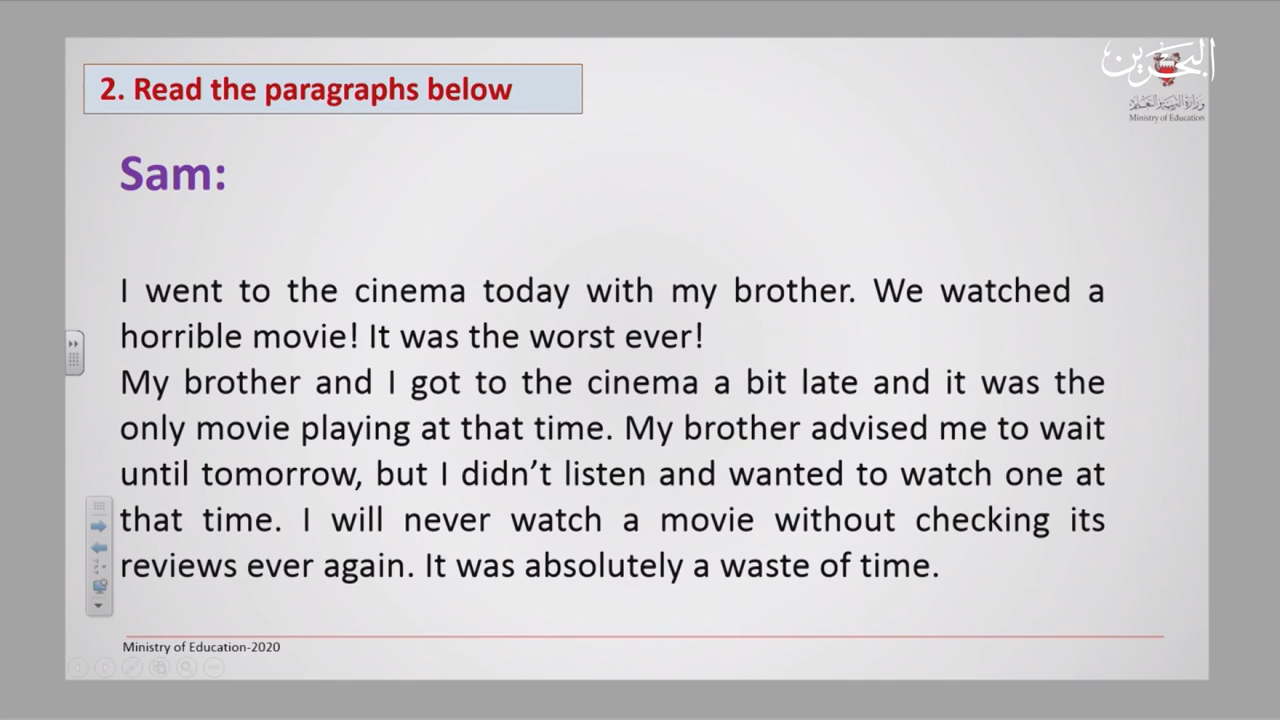 البحرين
وزارة التربية والتعليم
Ministry of Education
2. Read the paragraphs below
Sam:
I went to the cinema today with my brother. We watched a
horrible movie! It was the worst ever!
My brother and I got to the cinema a bit late and it was the
only movie playing at that time. My brother advised me to wait
until tomorrow, but I didn’t listen and wanted to watch one at
that time. I will never watch a movie without checking its
reviews ever again. It was absolutely a waste of time.
Ministry of Education-2020